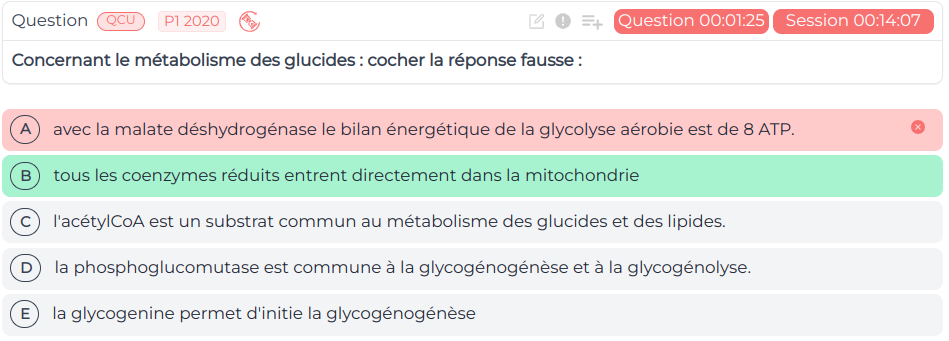 Question QCU P1 2020 Question 00:01:25 Session 00:14:07
Concernant le métabolisme des glucides : cocher la réponse fausse :
A avec la malate déshydrogénase le bilan énergétique de la glycolyse aérobie est de 8 ATP.
B tous les coenzymes réduits entrent directement dans la mitochondrie
C l'acétylCoA est un substrat commun au métabolisme des glucides et des lipides.
D la phosphoglucomutase est commune à la glycogénogénèse et à la glycogénolyse.
E la glycogenine permet d'initie la glycogénogénèse